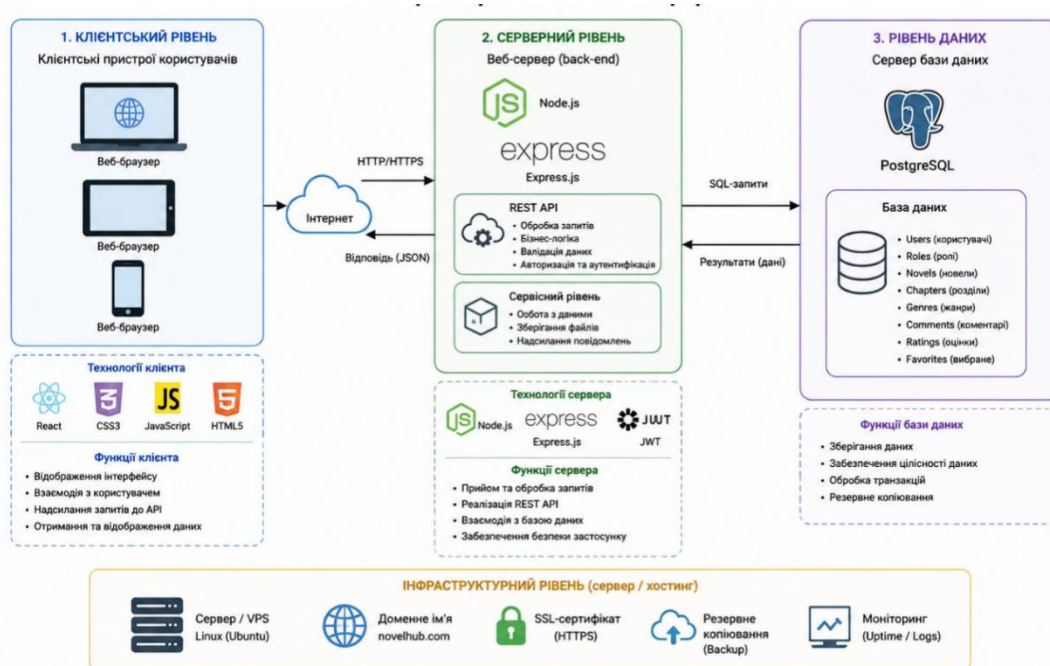 1. КЛІЄНТСЬКИЙ РІВЕНЬ
Клієнтські пристрої користувачів
Веб-браузер
Веб-браузер
Веб-браузер
Технології клієнта
React
CSS3
JavaScript
HTML5
Функції клієнта
• Відображення інтерфейсу
• Взаємодія з користувачем
• Надсилання запитів до API
• Отримання та відображення даних
HTTP/HTTPS
Інтернет
Відповідь (JSON)
2. СЕРВЕРНИЙ РІВЕНЬ
Веб-сервер (back-end)
JS
Node.js
express
Express.js
REST API
• Обробка запитів
• Бізнес-логіка
• Валідація даних
• Авторизація та аутентифікація
Сервісний рівень
• Ообота з даними
• Зберігання файлів
• Надсилання повідомлень
Технології сервера
JS
Node.js
express
Express.js
JWT
JWT
Функції сервера
• Прийом та обробка запитів
• Реалізація REST API
• Взаємодія з базою даних
• Забезпечення безпеки застосунку
SQL-запити
Результати (дані)
3. РІВЕНЬ ДАНИХ
Сервер бази даних
PostgreSQL
База даних
• Users (користувачі)
• Roles (ролі)
• Novels (новели)
• Chapters (розділи)
• Genres (жанри)
• Comments (коментарі)
• Ratings (оцінки)
• Favorites (вибране)
Функції бази даних
• Зберігання даних
• Забезпечення цілісності даних
• Обробка транзакцій
• Резервне копіювання
ІНФРАСТРУКТУРНИЙ РІВЕНЬ (сервер / хостинг)
Сервер / VPS
Linux (Ubuntu)
Доменне ім'я
novelhub.com
SSL-сертифікат
(HTTPS)
Резервне
копіювання
(Backup)
Моніторинг
(Uptime / Logs)